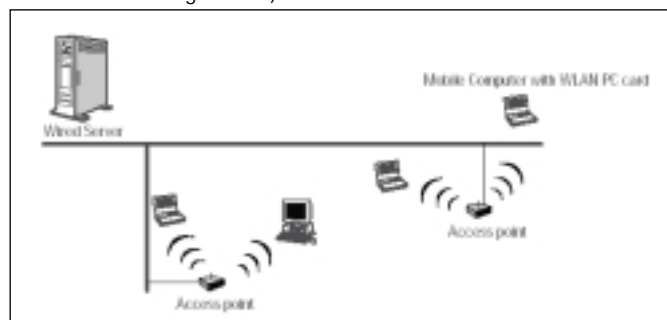 Mobile Computer with WLAN PC card
Wired Server
Access point
Access point